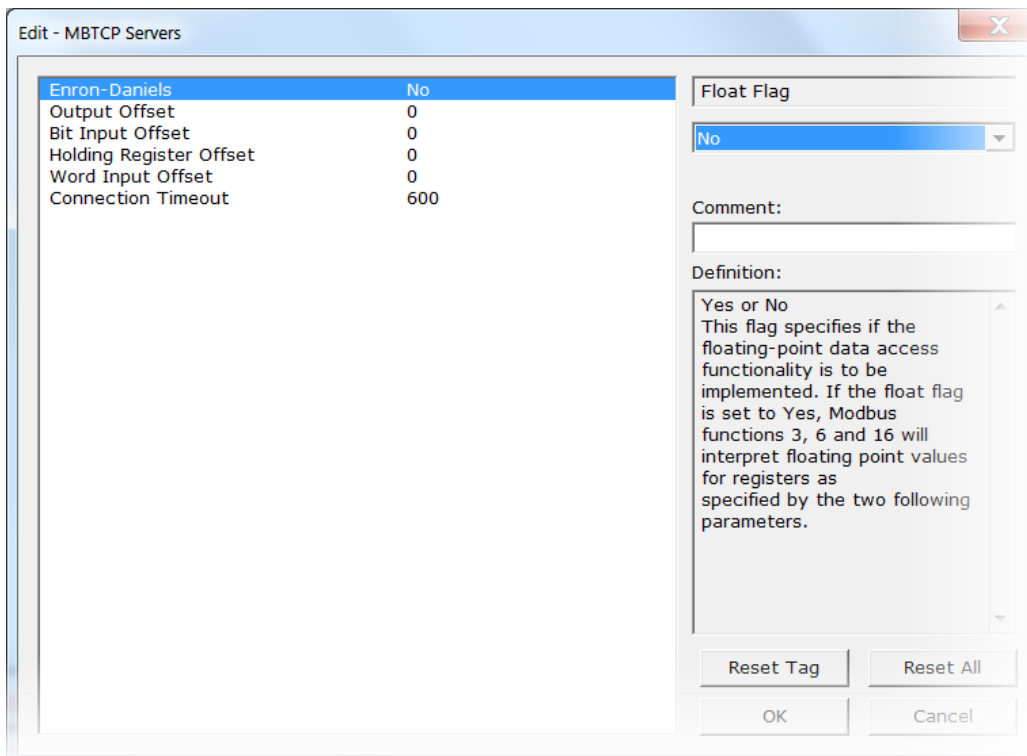 Edit - MBTCP Servers
Enron-Daniels No
Output Offset 0
Bit Input Offset 0
Holding Register Offset 0
Word Input Offset 0
Connection Timeout 600
Float Flag
No
Comment:
Definition:
Yes or No
This flag specifies if the
floating-point data access
functionality is to be
implemented. If the float flag
is set to Yes, Modbus
functions 3, 6 and 16 will
interpret floating point values
for registers as
specified by the two following
parameters.
Reset Tag Reset All
OK Cancel